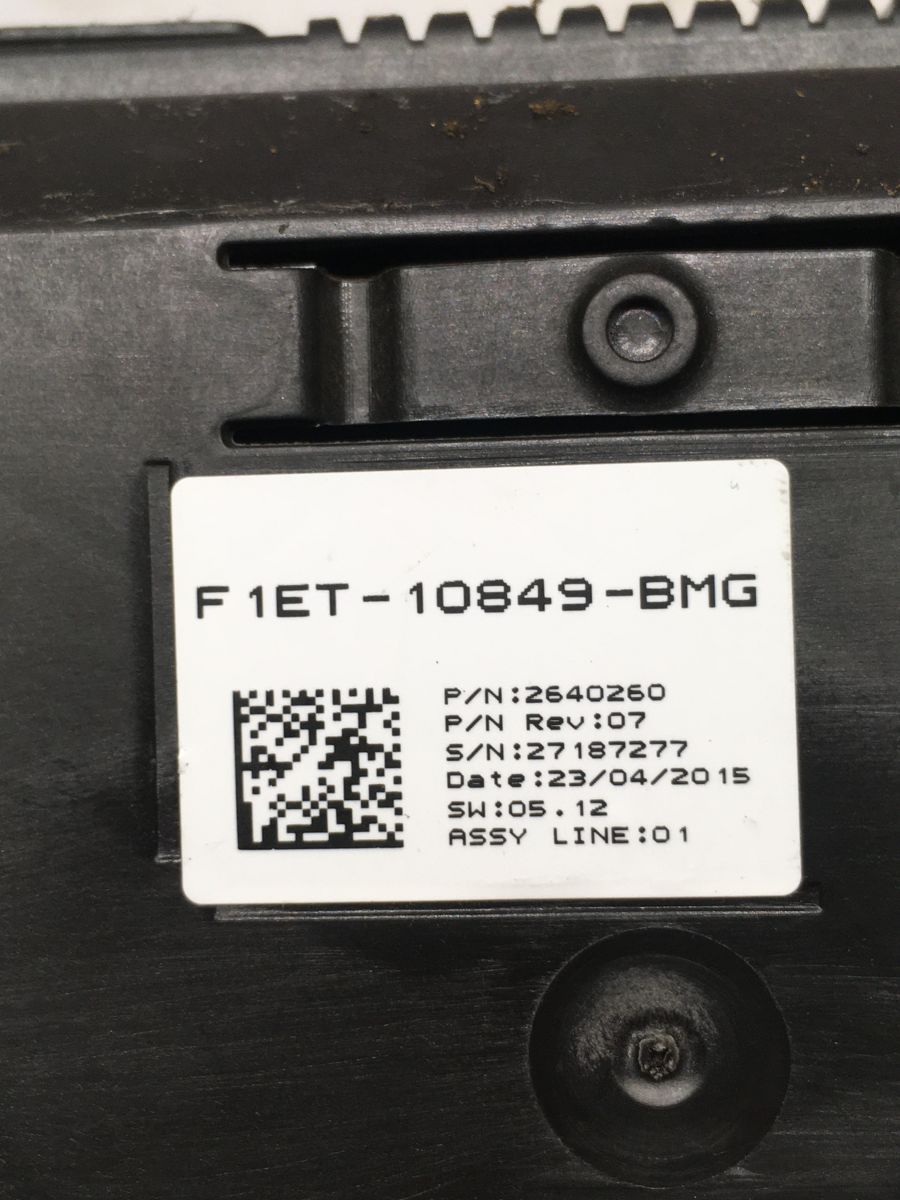 F1ET-10849-BMG
P/N:2640260
P/N Rev:07
S/N:27187277
Date:23/04/2015
SW:05.12
ASSY LINE:01